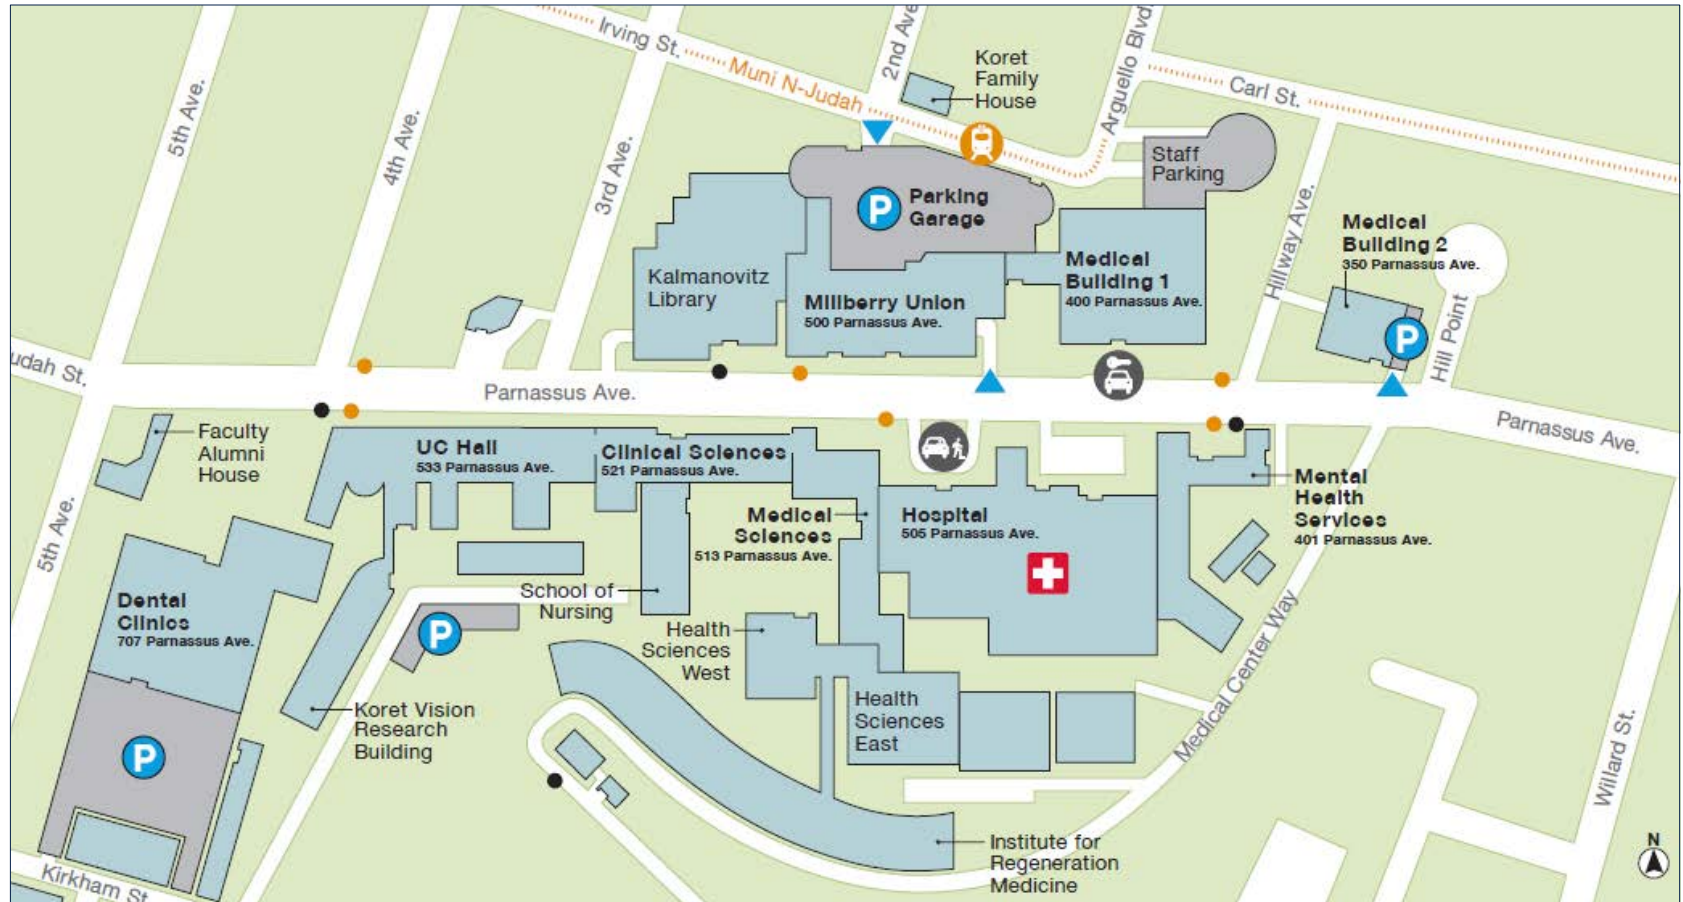 Irving St.
Muni N-Judah
2nd Ave
Koret
Family
House
Arguello Blvd.
Carl St.
5th Ave.
4th Ave.
3rd Ave.
Staff
Parking
P
Parking
Garage
Hillway Ave.
Medical
Building 2
350 Parnassus Ave.
Kalmanovitz
Library
Millberry Union
500 Parnassus Ave.
Medical
Building 1
400 Parnassus Ave.
P
Hill Point
udah St.
Parnassus Ave.
Parnassus Ave.
Faculty
Alumni
House
UC Hall
533 Parnassus Ave.
Clinical Sciences
521 Parnassus Ave.
Mental
Health
Services
401 Parnassus Ave.
5th Ave.
Medical
Sciences
513 Parnassus Ave.
Hospital
505 Parnassus Ave.
School of
Nursing
Dental
Clinics
707 Parnassus Ave.
P
Health
Sciences
West
Medical Center Way
Koret Vision
Research
Building
Health
Sciences
East
P
Willard St.
Institute for
Regeneration
Medicine
N
Kirkham St.